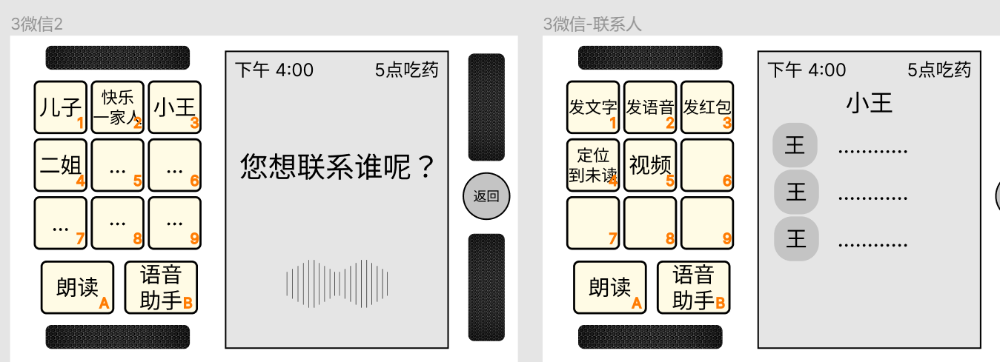 3微信2
儿子
1
快乐
一家人
2
小王
3
二姐
4
...
5
...
6
...
7
...
8
...
9
朗读
A
语音
助手
B
下午 4:00
5点吃药
您想联系谁呢？
返回
3微信-联系人
发文字
1
发语音
2
发红包
3
定位
到未读
4
视频
5
6
7
8
9
朗读
A
语音
助手
B
下午 4:00
5点吃药
小王
王
............
王
............
王
............